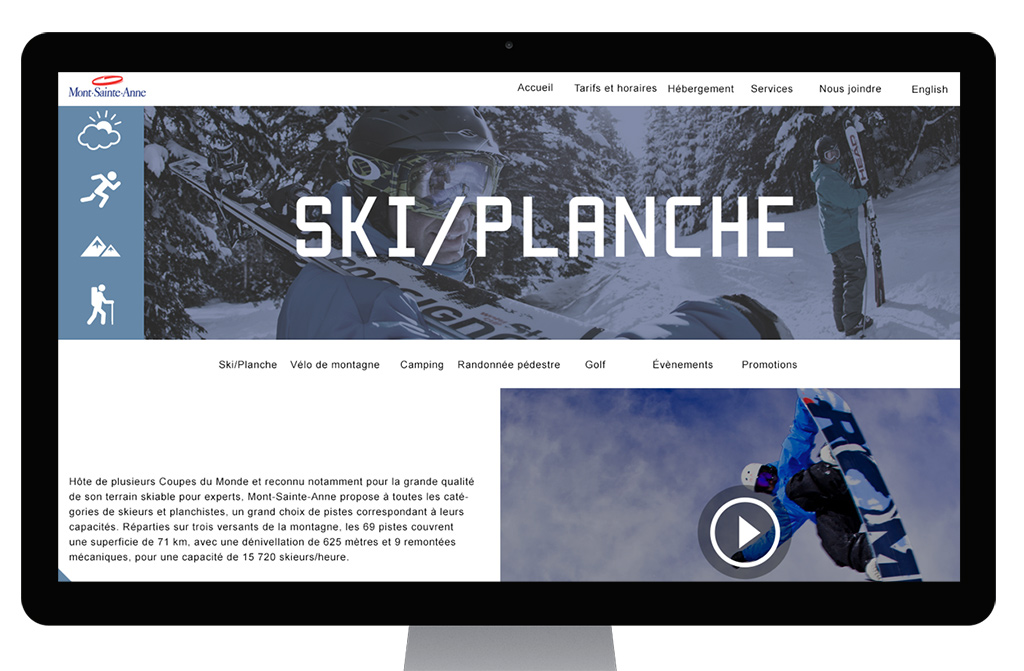 Mont-Sainte-Anne
Accueil Tarifs et horaires Hébergement Services Nous joindre English
SKI/PLANCHE
Ski/Planche Vélo de montagne Camping Randonnée pédestre Golf Évènements Promotions
Hôte de plusieurs Coupes du Monde et reconnu notamment pour la grande qualité
de son terrain skiable pour experts, Mont-Sainte-Anne propose à toutes les caté-
gories de skieurs et planchistes, un grand choix de pistes correspondant à leurs
capacités. Réparties sur trois versants de la montagne, les 69 pistes couvrent
une superficie de 71 km, avec une dénivellation de 625 mètres et 9 remontées
mécaniques, pour une capacité de 15 720 skieurs/heure.